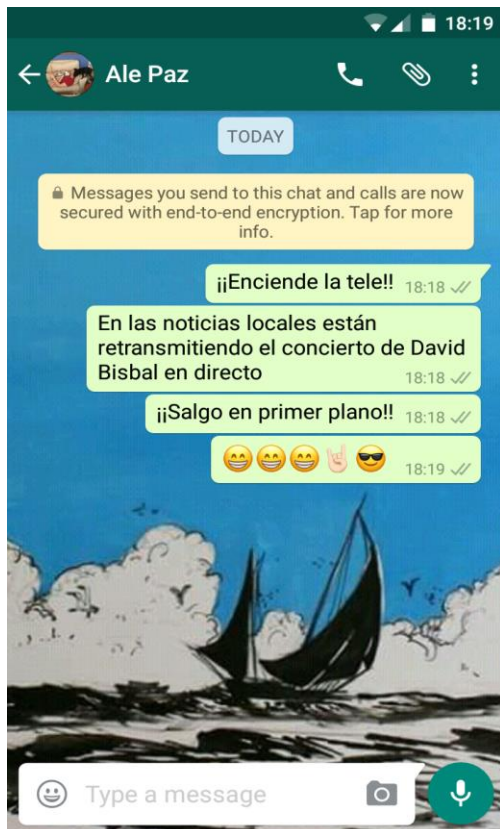 18:19
Ale Paz
TODAY
Messages you send to this chat and calls are now
secured with end-to-end encryption. Tap for more
info.
¡¡Enciende la tele!! 18:18
En las noticias locales están
retransmitiendo el concierto de David
Bisbal en directo 18:18
¡¡Salgo en primer plano!! 18:18
😁😁😁🤘🏻😎 18:19
Type a message